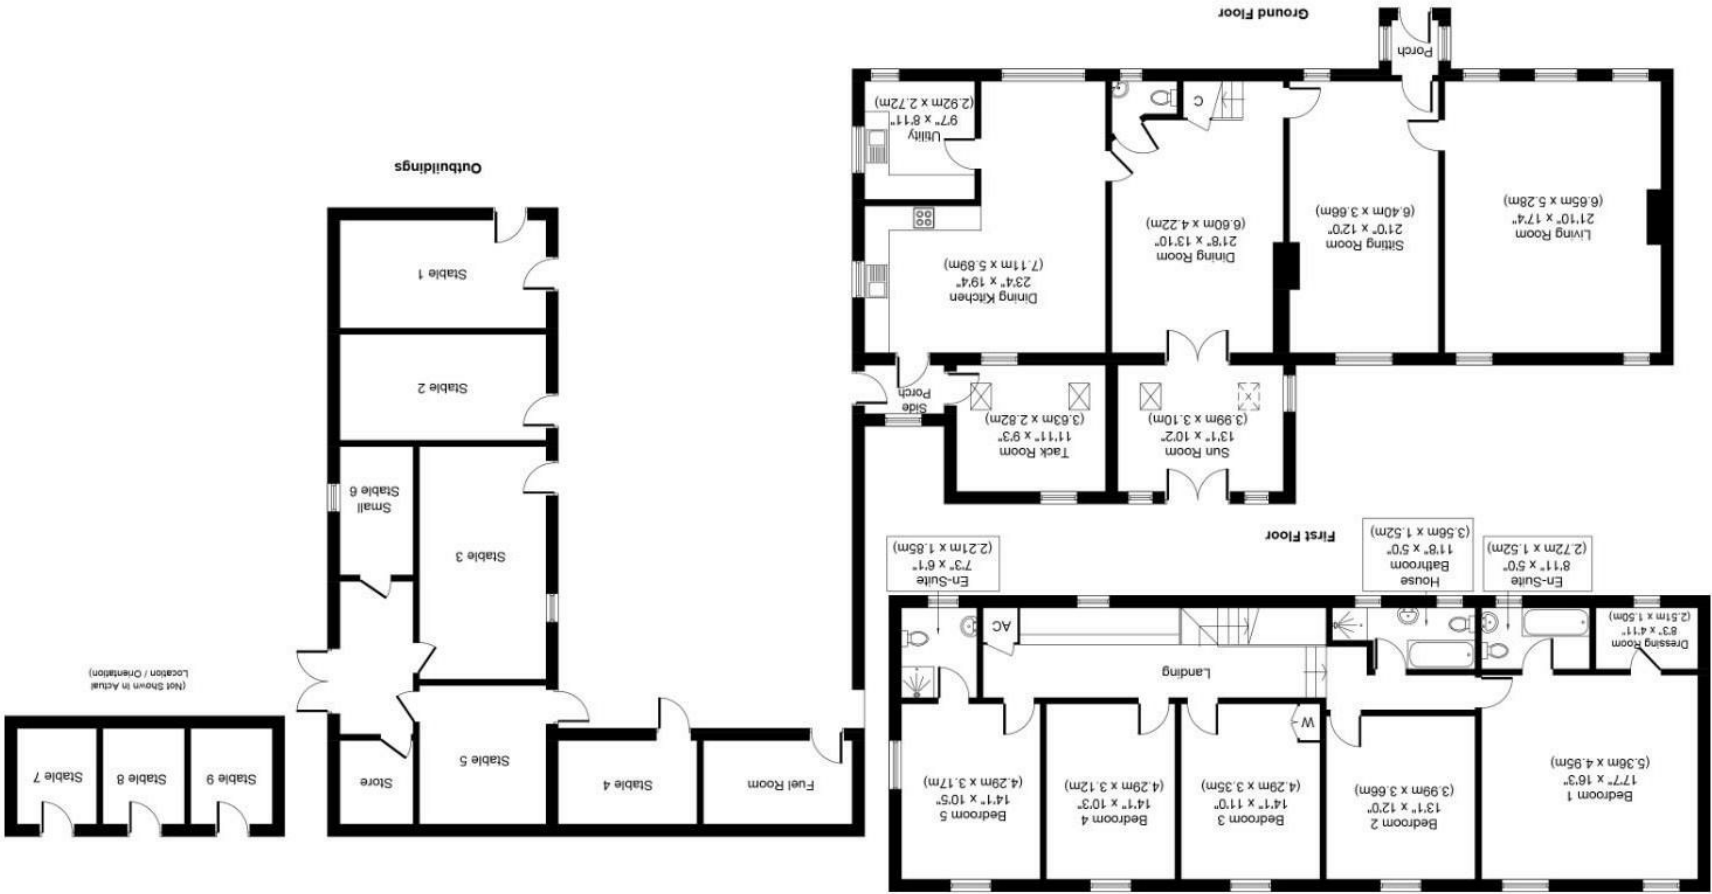 Bedroom 1
17'7" x 16'3"
(5.36m x 4.95m)
Bedroom 2
13'1" x 12'0"
(3.99m x 3.66m)
Bedroom 3
14'1" x 11'0"
(4.29m x 3.35m)
Bedroom 4
14'1" x 10'3"
(4.29m x 3.12m)
Bedroom 5
14'1" x 10'5"
(4.29m x 3.17m)
W
Landing
Dressing Room
8'3" x 4'11"
(2.51m x 1.50m)
AC
En-Suite
8'11" x 5'0"
(2.72m x 1.52m)
House
Bathroom
11'8" x 5'0"
(3.56m x 1.52m)
En-Suite
7'3" x 6'1"
(2.21m x 1.85m)
First Floor
Sun Room
13'1" x 10'2"
(3.99m x 3.10m)
Tack Room
11'11" x 9'3"
(3.63m x 2.82m)
Side
Porch
Living Room
21'10" x 17'4"
(6.65m x 5.28m)
Sitting Room
21'0" x 12'0"
(6.40m x 3.66m)
Dining Room
21'8" x 13'10"
(6.60m x 4.22m)
Dining Kitchen
23'4" x 19'4"
(7.11m x 5.89m)
Utility
9'7" x 8'11"
(2.92m x 2.72m)
C
Porch
Ground Floor
Fuel Room
Stable 4
Stable 5
Store
Stable 3
Small
Stable 6
Stable 2
Stable 1
Outbuildings
Stable 9
Stable 8
Stable 7
(Not Shown In Actual
Location / Orientation)